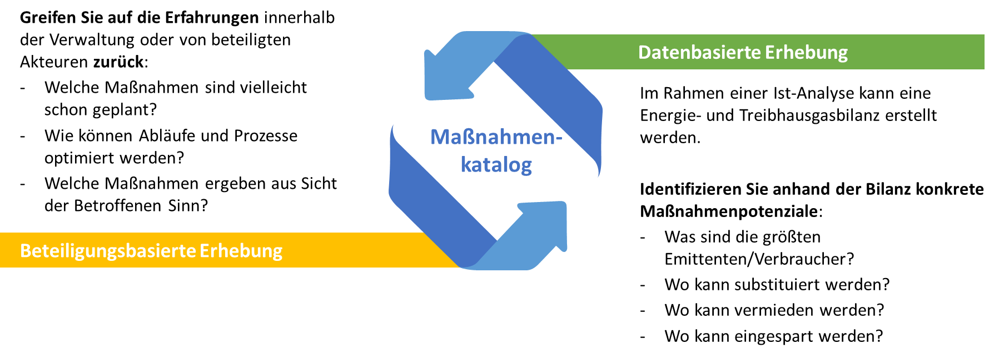 Greifen Sie auf die Erfahrungen innerhalb
der Verwaltung oder von beteiligten
Akteuren zurück:
- Welche Maßnahmen sind vielleicht
schon geplant?
- Wie können Abläufe und Prozesse
optimiert werden?
- Welche Maßnahmen ergeben aus Sicht
der Betroffenen Sinn?
Beteiligungsbasierte Erhebung
Maßnahmen-
katalog
Datenbasierte Erhebung
Im Rahmen einer Ist-Analyse kann eine
Energie- und Treibhausgasbilanz erstellt
werden.
Identifizieren Sie anhand der Bilanz konkrete
Maßnahmenpotenziale:
- Was sind die größten
Emittenten/Verbraucher?
- Wo kann substituiert werden?
- Wo kann vermieden werden?
- Wo kann eingespart werden?